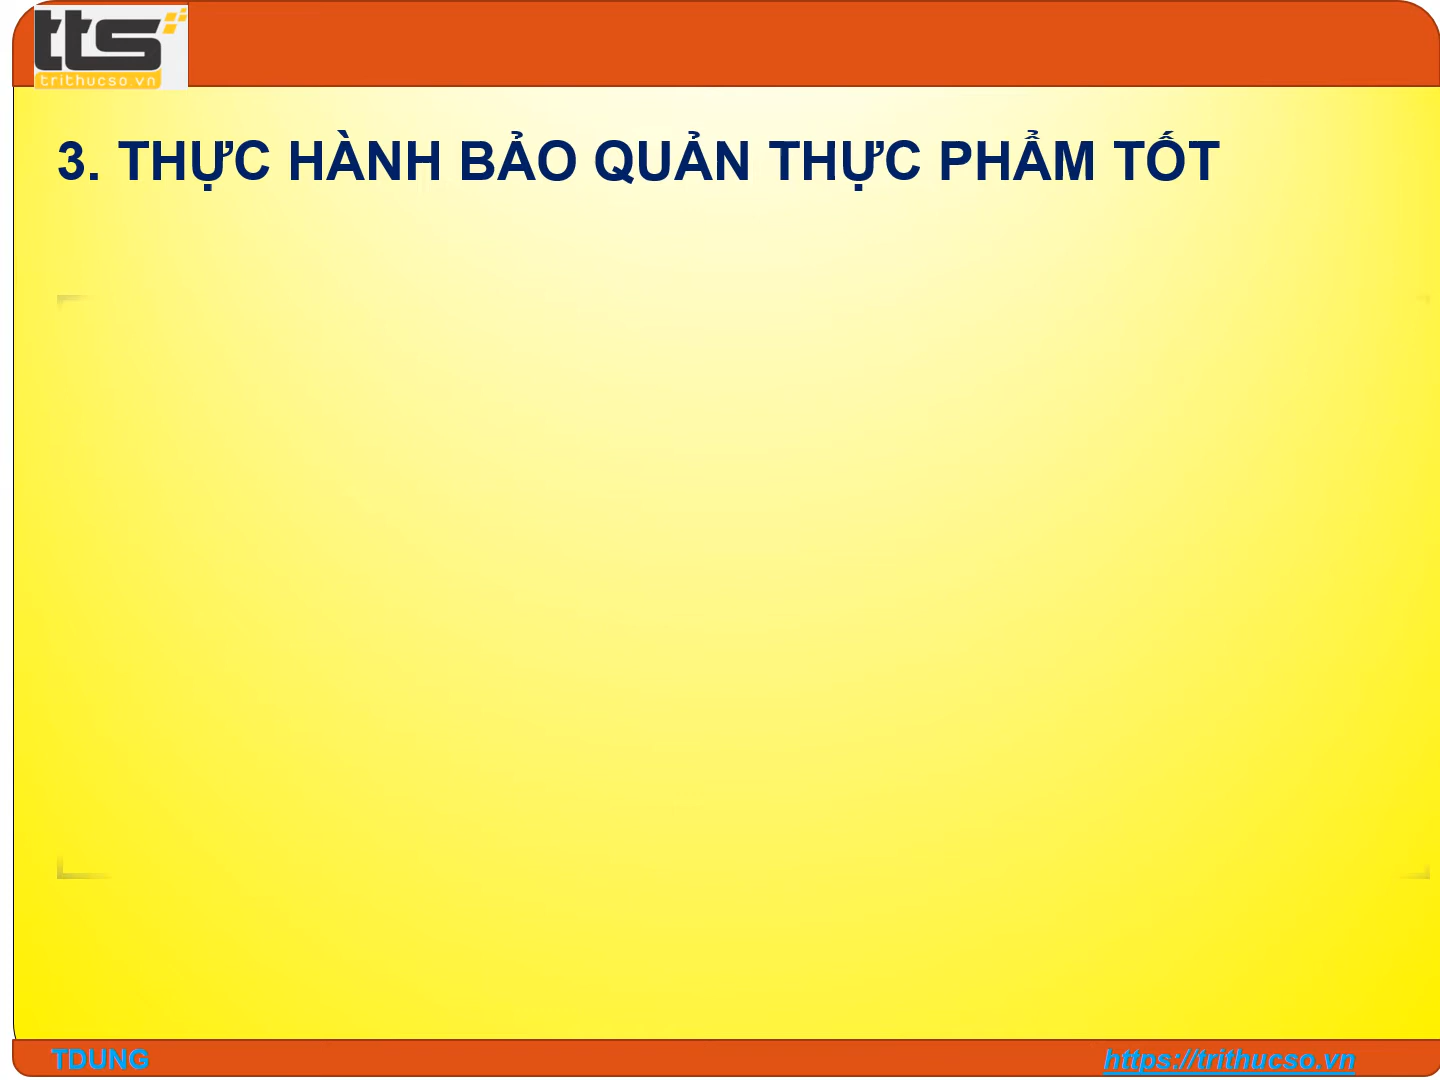 tts
trithucso.vn
3. THỰC HÀNH BẢO QUẢN THỰC PHẨM TỐT
TDUNG
https://trithucso.vn